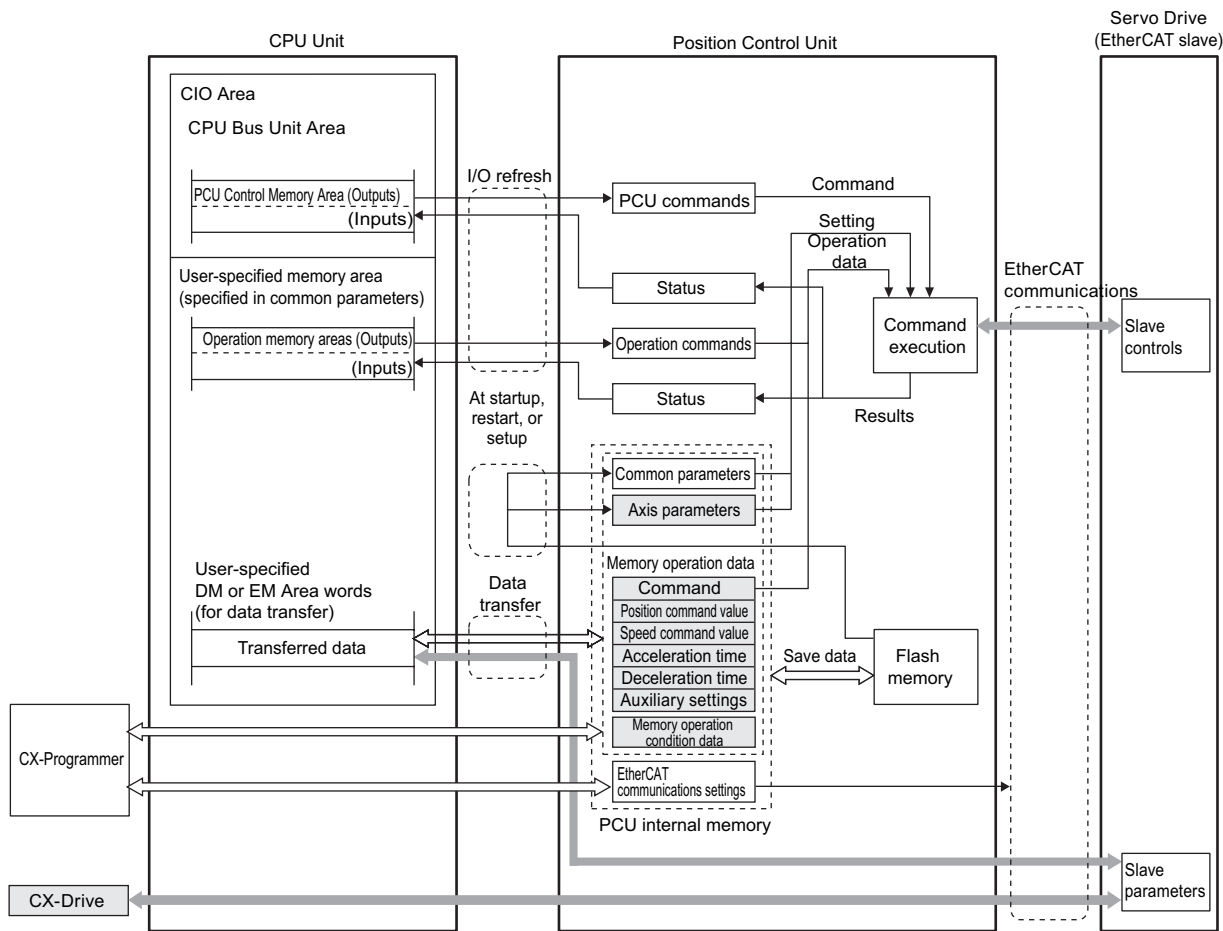 CPU Unit
Position Control Unit
Servo Drive
(EtherCAT slave)
CIO Area
CPU Bus Unit Area
PCU Control Memory Area (Outputs)
(Inputs)
User-specified memory area
(specified in common parameters)
Operation memory areas (Outputs)
(Inputs)
User-specified
DM or EM Area words
(for data transfer)
Transferred data
I/O refresh
At startup,
restart, or
setup
Data
transfer
PCU commands
Status
Operation commands
Status
Common parameters
Axis parameters
Memory operation data
Command
Position command value
Speed command value
Acceleration time
Deceleration time
Auxiliary settings
Memory operation
condition data
EtherCAT
communications settings
PCU internal memory
Command
Setting
Operation
data
Command
execution
Results
Save data
Flash
memory
EtherCAT
communications
Slave
controls
Slave
parameters
CX-Programmer
CX-Drive